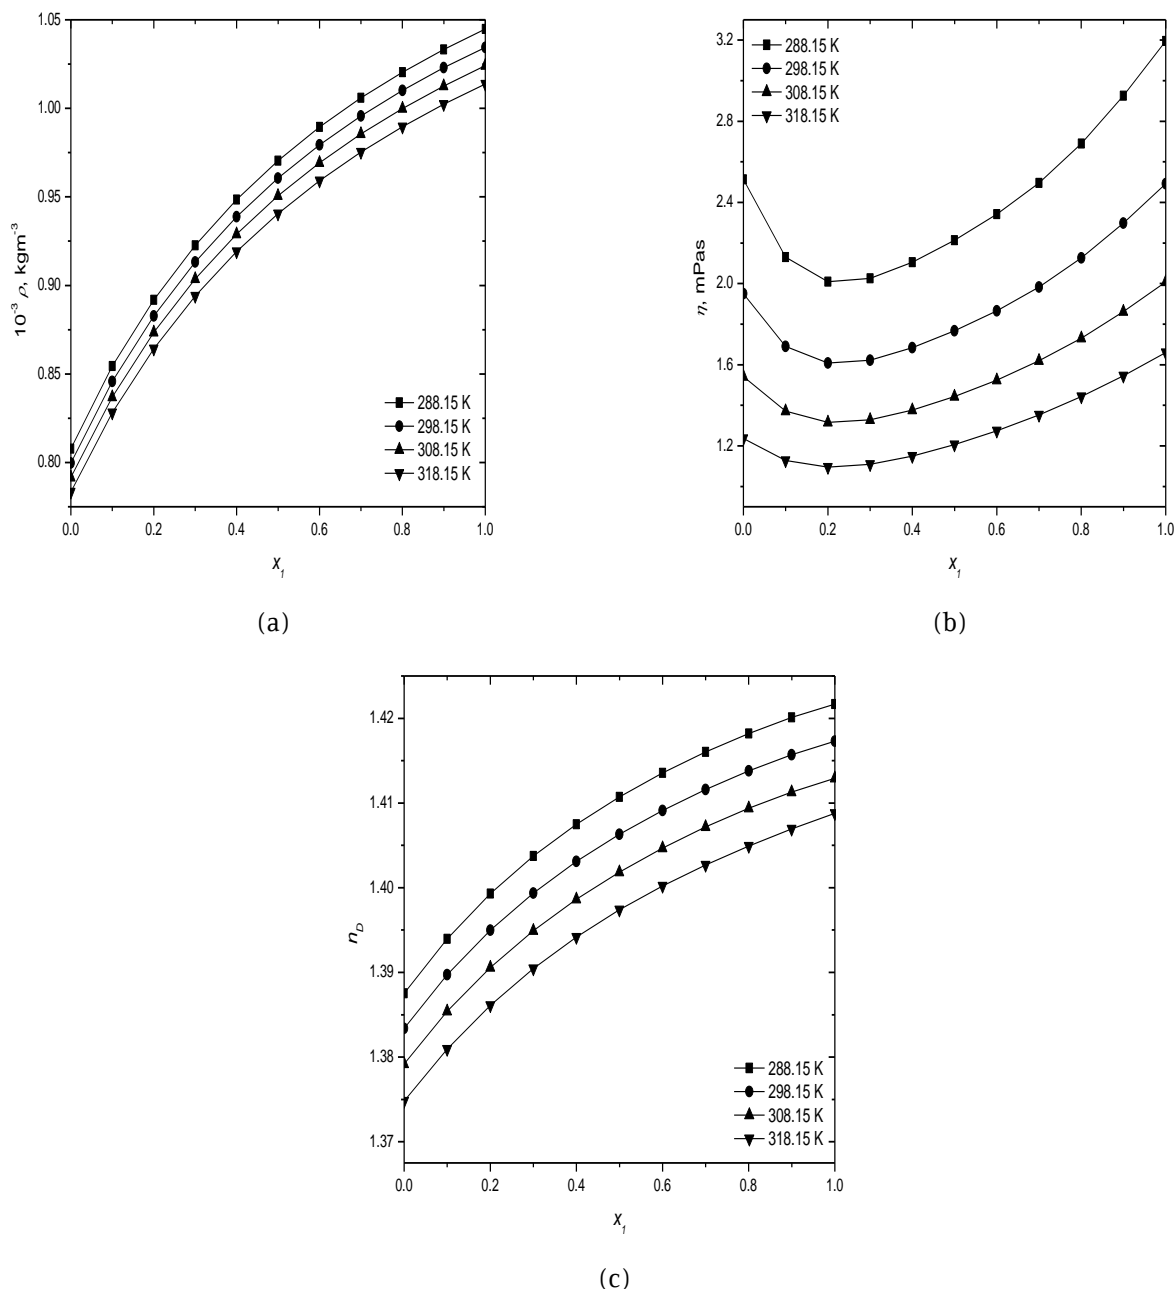 1.05
1.00
0.95
0.90
0.85
0.80
10⁻³ ρ, kgm⁻³
288.15 K
298.15 K
308.15 K
318.15 K
0.0 0.2 0.4 0.6 0.8 1.0
x₁
(a)
3.2
2.8
2.4
2.0
1.6
1.2
η, mPas
288.15 K
298.15 K
308.15 K
318.15 K
0.0 0.2 0.4 0.6 0.8 1.0
x₁
(b)
1.42
1.41
1.40
1.39
1.38
1.37
n_D
288.15 K
298.15 K
308.15 K
318.15 K
0.0 0.2 0.4 0.6 0.8 1.0
x₁
(c)